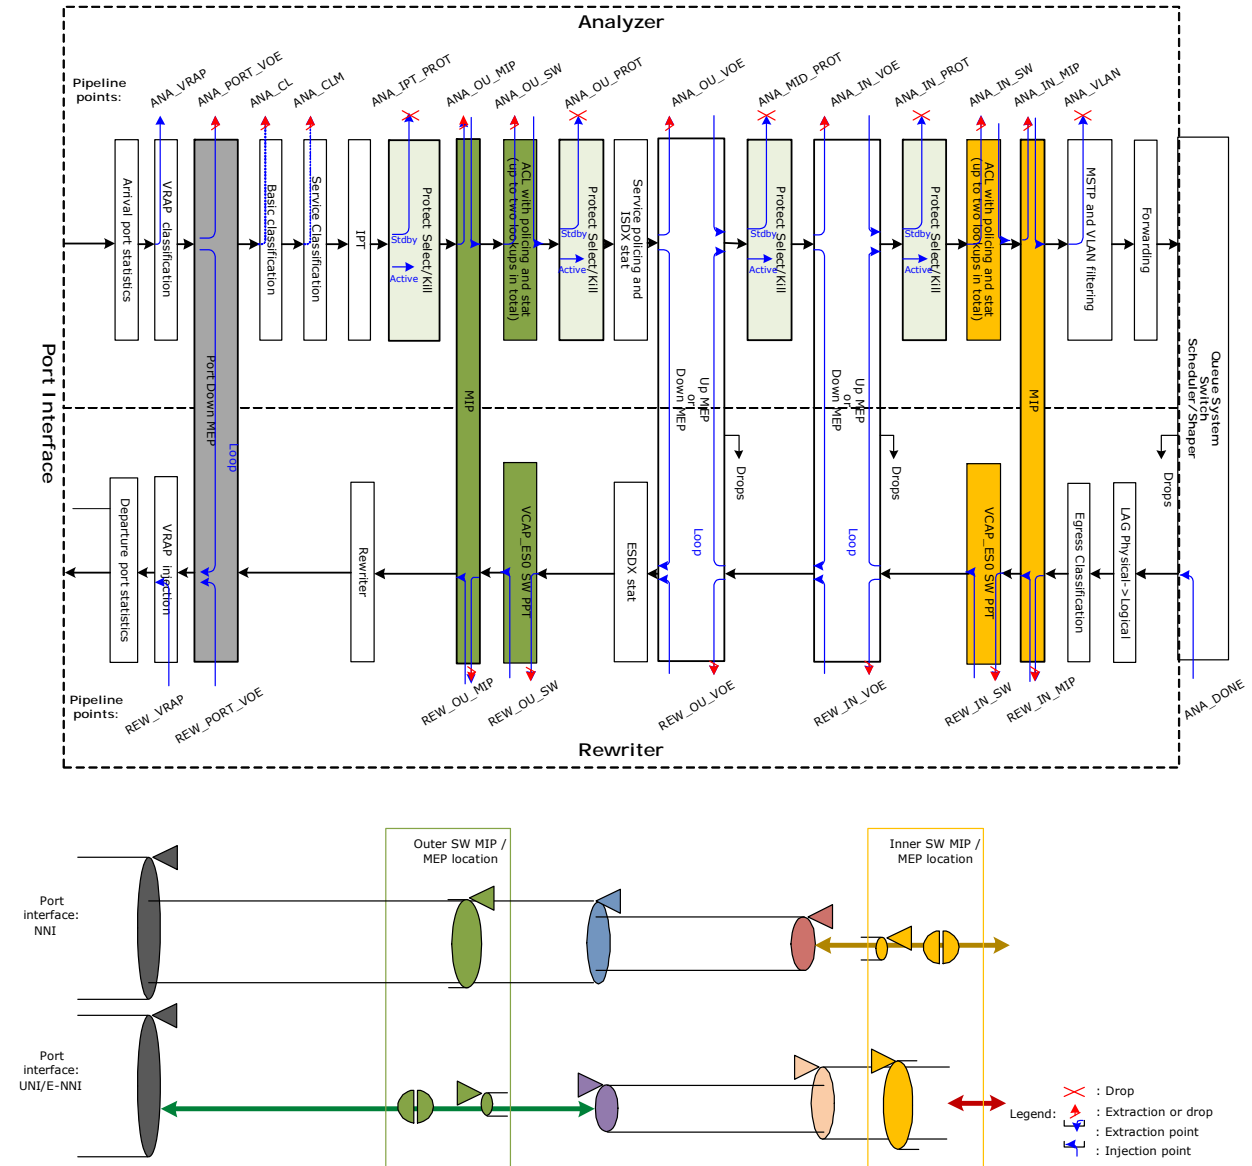 Analyzer
Pipeline
points:
ANA_VRAP
ANA_PORT_VOE
ANA_CL
ANA_CLM
ANA_IPT_PROT
ANA_OU_MIP
ANA_OU_SW
ANA_OU_PROT
ANA_OU_VOE
ANA_MID_PROT
ANA_IN_VOE
ANA_IN_PROT
ANA_IN_SW
ANA_IN_MIP
ANA_VLAN
Arrival port statistics
VRAP classification
Port Down MEP
Loop
Basic classification
Service Classification
IPT
Protect Select/Kill
Stdby
Active
MIP
ACL with policing and stat
(up to two lookups in total)
Protect Select/Kill
Stdby
Active
Service policing and
ISDX stat
Up MEP
or
Down MEP
Loop
Drops
Protect Select/Kill
Stdby
Active
Up MEP
or
Down MEP
Loop
Drops
Protect Select/Kill
Stdby
Active
ACL with policing and stat
(up to two lookups in total)
MIP
MSTP and VLAN filtering
Forwarding
Queue System
Switch
Scheduler/Shaper
Drops
Port Interface
Departure port statistics
VRAP injection
Rewriter
VCAP_ES0 SW PPT
ESDX stat
VCAP_ES0 SW PPT
Egress Classification
LAG Physical->Logical
Pipeline
points:
REW_VRAP
REW_PORT_VOE
REW_OU_MIP
REW_OU_SW
REW_OU_VOE
REW_IN_VOE
REW_IN_SW
REW_IN_MIP
ANA_DONE
Rewriter
Outer SW MIP /
MEP location
Inner SW MIP /
MEP location
Port
interface:
NNI
Port
interface:
UNI/E-NNI
Legend:
: Drop
: Extraction or drop
: Extraction point
: Injection point